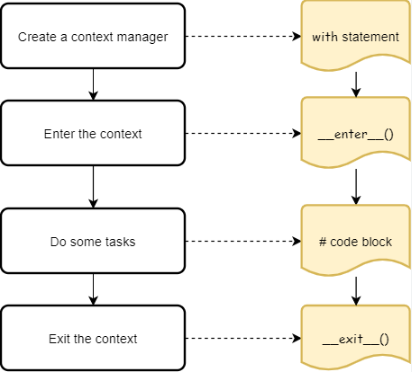 Create a context manager
with statement
Enter the context
__enter__()
Do some tasks
# code block
Exit the context
__exit__()